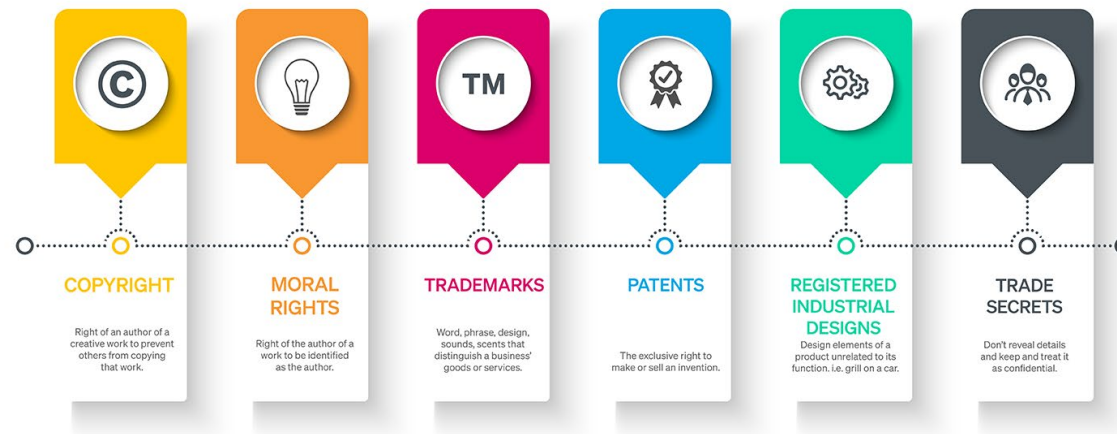 ©
TM
COPYRIGHT
Right of an author of a
creative work to prevent
others from copying
that work.
MORAL
RIGHTS
Right of the author of a
work to be identified
as the author.
TRADEMARKS
Word, phrase, design,
sounds, scents that
distinguish a business'
goods or services.
PATENTS
The exclusive right to
make or sell an invention.
REGISTERED
INDUSTRIAL
DESIGNS
Design elements of a
product unrelated to its
function. i.e. grill on a car.
TRADE
SECRETS
Don't reveal details
and keep and treat it
as confidential.